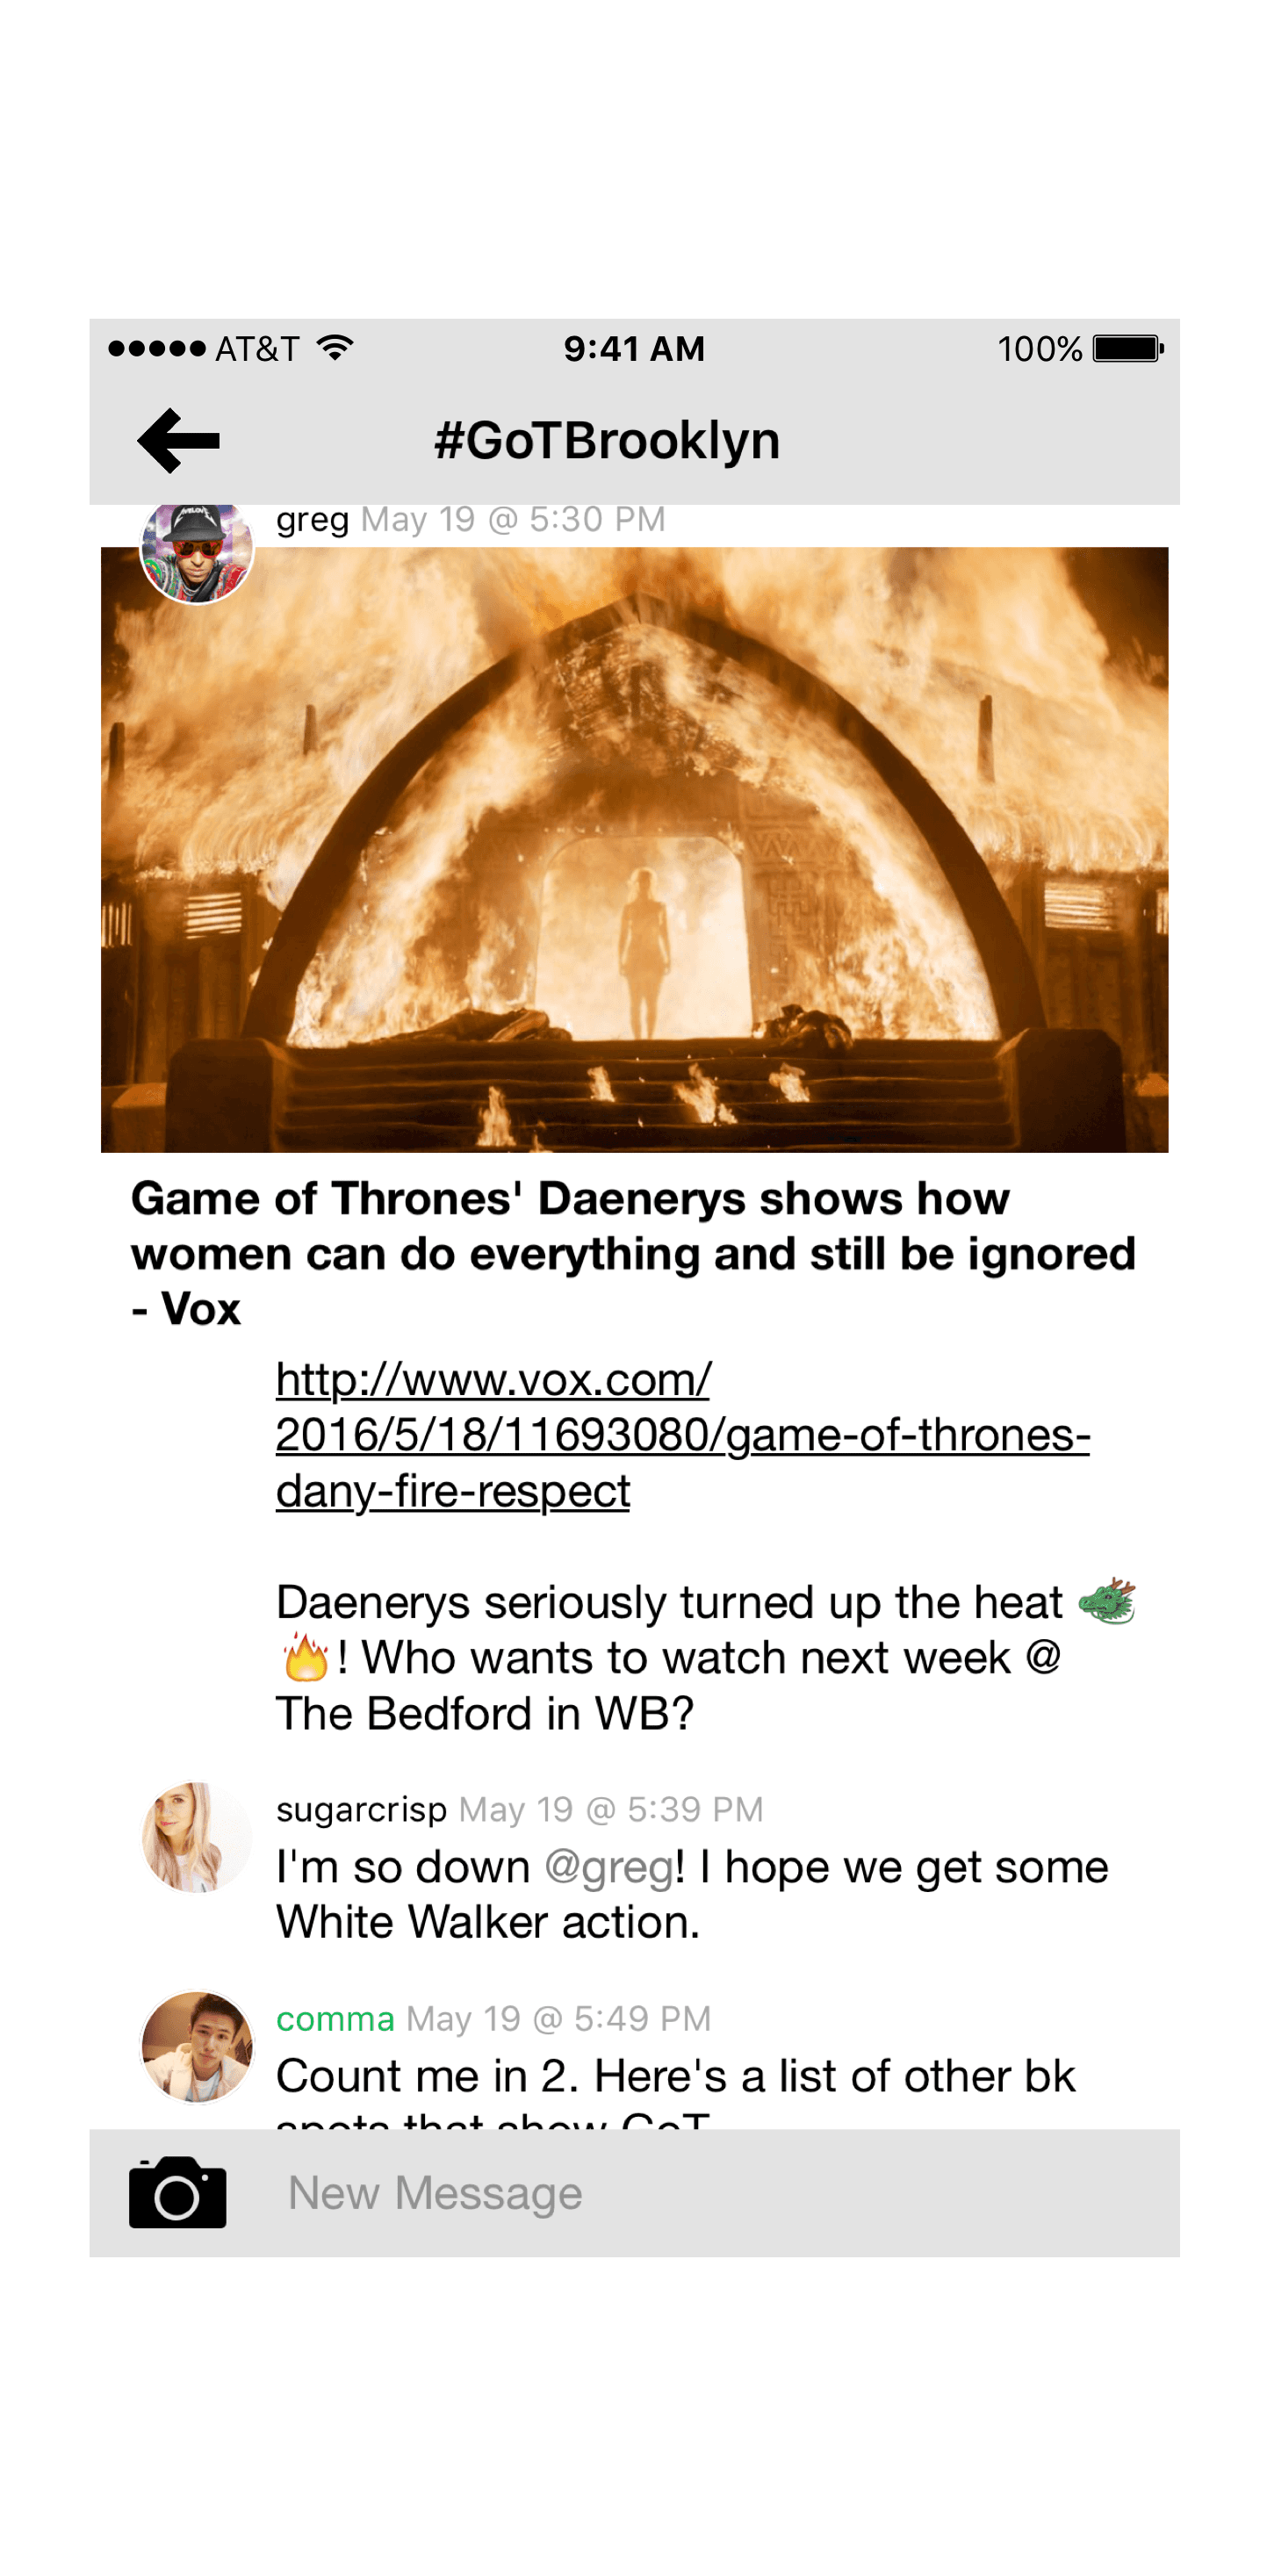 AT&T 9:41 AM 100%
#GoTBrooklyn
greg May 19 @ 5:30 PM
Game of Thrones' Daenerys shows how
women can do everything and still be ignored
- Vox
http://www.vox.com/
2016/5/18/11693080/game-of-thrones-
dany-fire-respect
Daenerys seriously turned up the heat 🐲
🔥! Who wants to watch next week @
The Bedford in WB?
sugarcrisp May 19 @ 5:39 PM
I'm so down @greg! I hope we get some
White Walker action.
comma May 19 @ 5:49 PM
Count me in 2. Here's a list of other bk
spots that show GoT
New Message